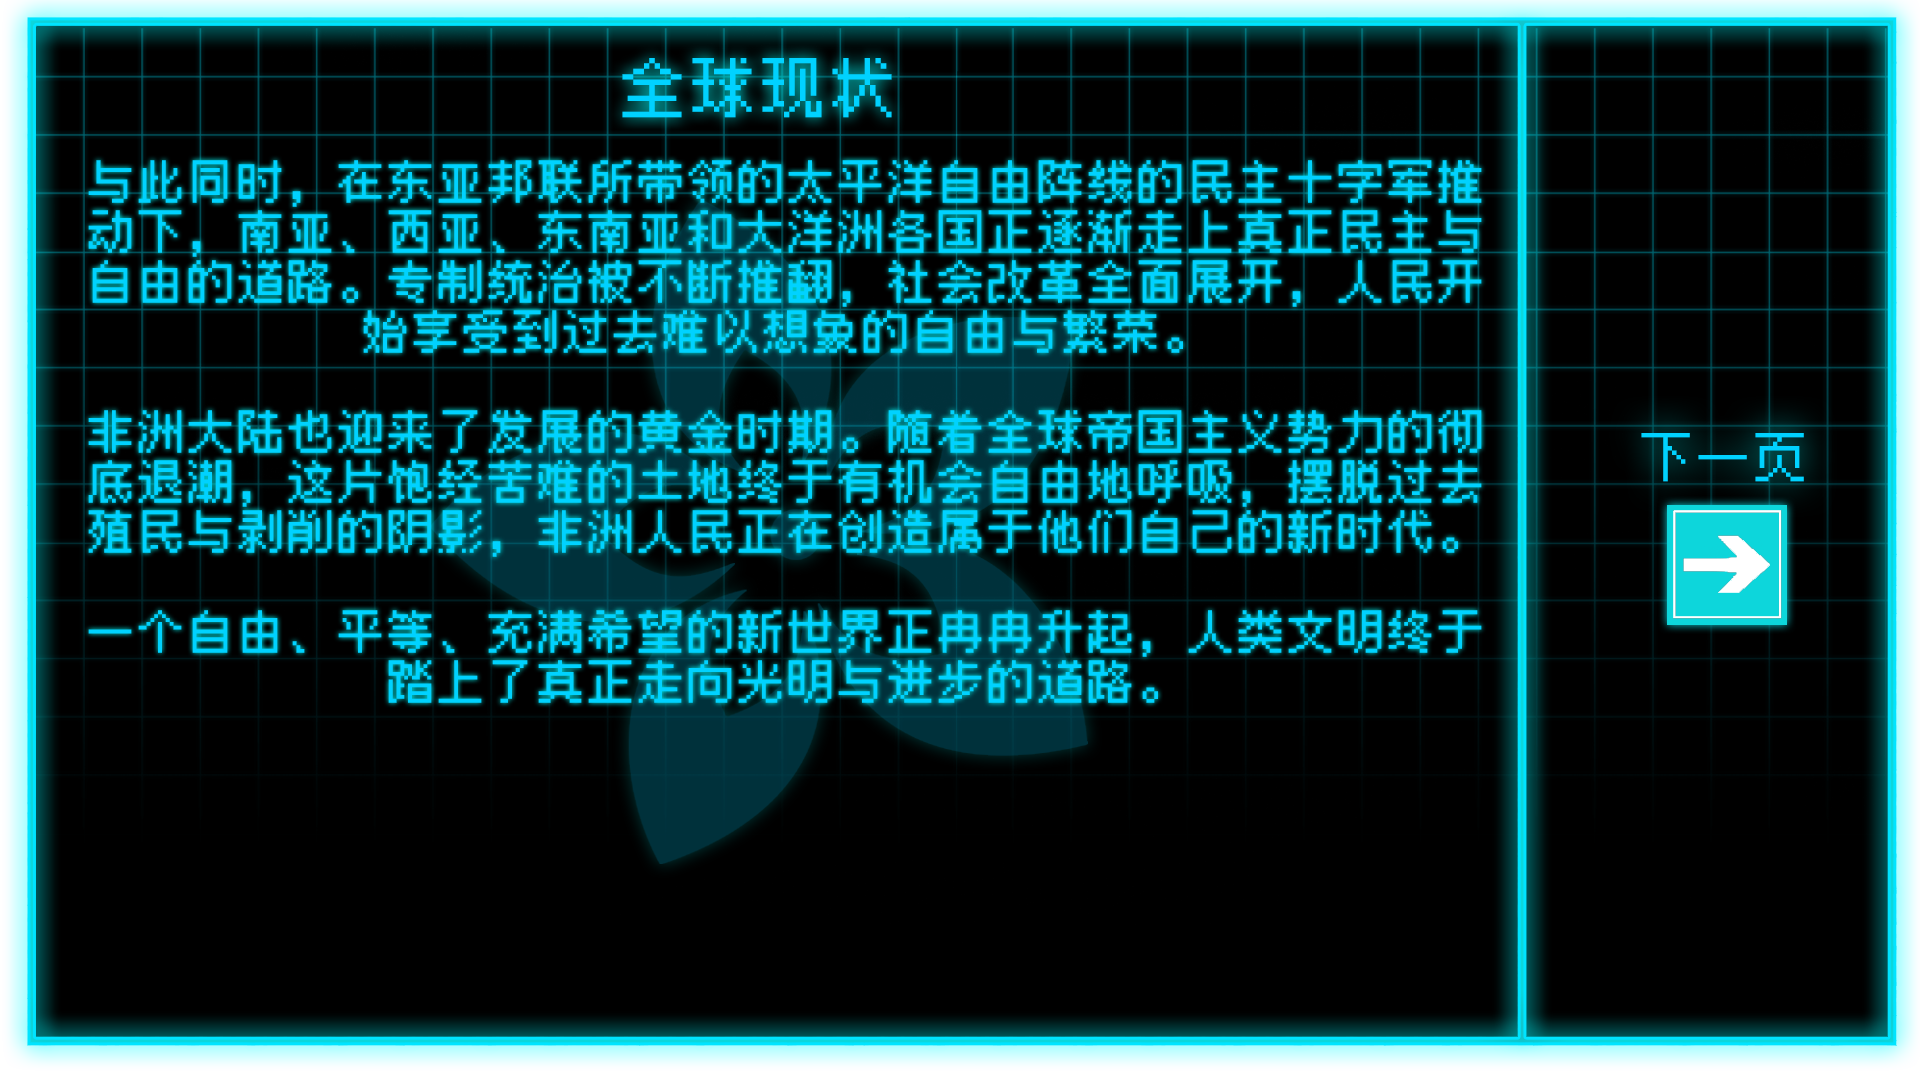 全球现状
与此同时，在东亚邦联所带领的太平洋自由阵线的民主十字军推
动下，南亚、西亚、东南亚和大洋洲各国正逐渐走上真正民主与
自由的道路。专制统治被不断推翻，社会改革全面展开，人民开
始享受到过去难以想象的自由与繁荣。
非洲大陆也迎来了发展的黄金时期。随着全球帝国主义势力的彻
底退潮，这片饱经苦难的土地终于有机会自由地呼吸，摆脱过去
殖民与剥削的阴影，非洲人民正在创造属于他们自己的新时代。
一个自由、平等、充满希望的新世界正冉冉升起，人类文明终于
踏上了真正走向光明与进步的道路。
下一页